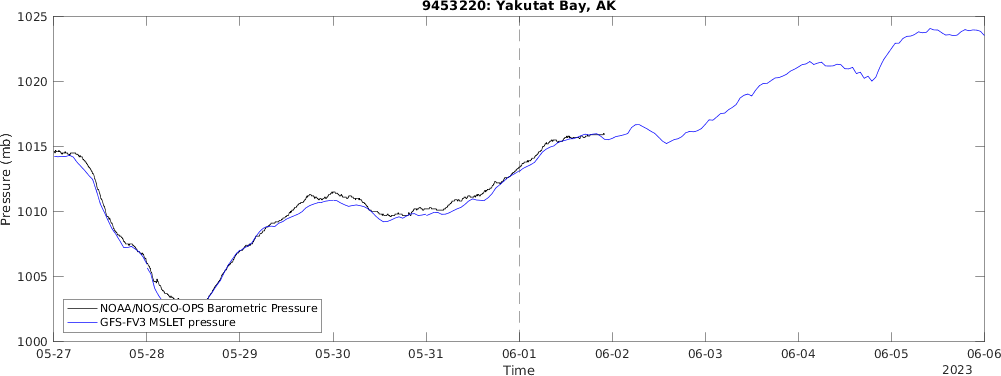 9453220: Yakutat Bay, AK
Pressure (mb)
1025
1020
1015
1010
1005
1000
NOAA/NOS/CO-OPS Barometric Pressure
GFS-FV3 MSLET pressure
05-27 05-28 05-29 05-30 05-31 06-01 06-02 06-03 06-04 06-05 06-06
Time
2023